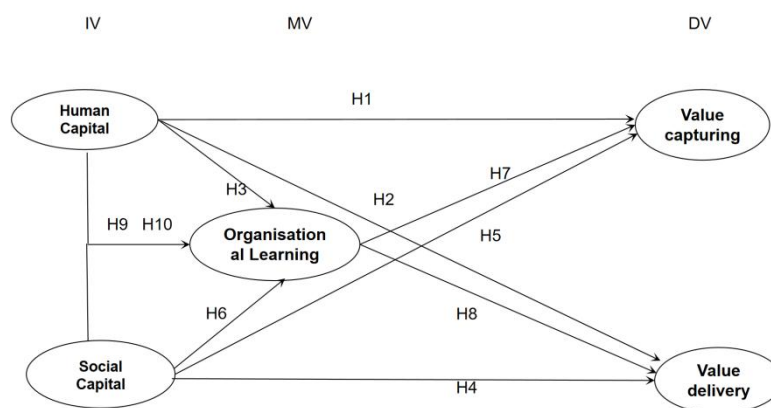 IV
MV
DV
Human
Capital
H1
Value
capturing
H3
H7
H2
H9
H10
Organisation
al Learning
H5
H6
H8
Social
Capital
H4
Value
delivery